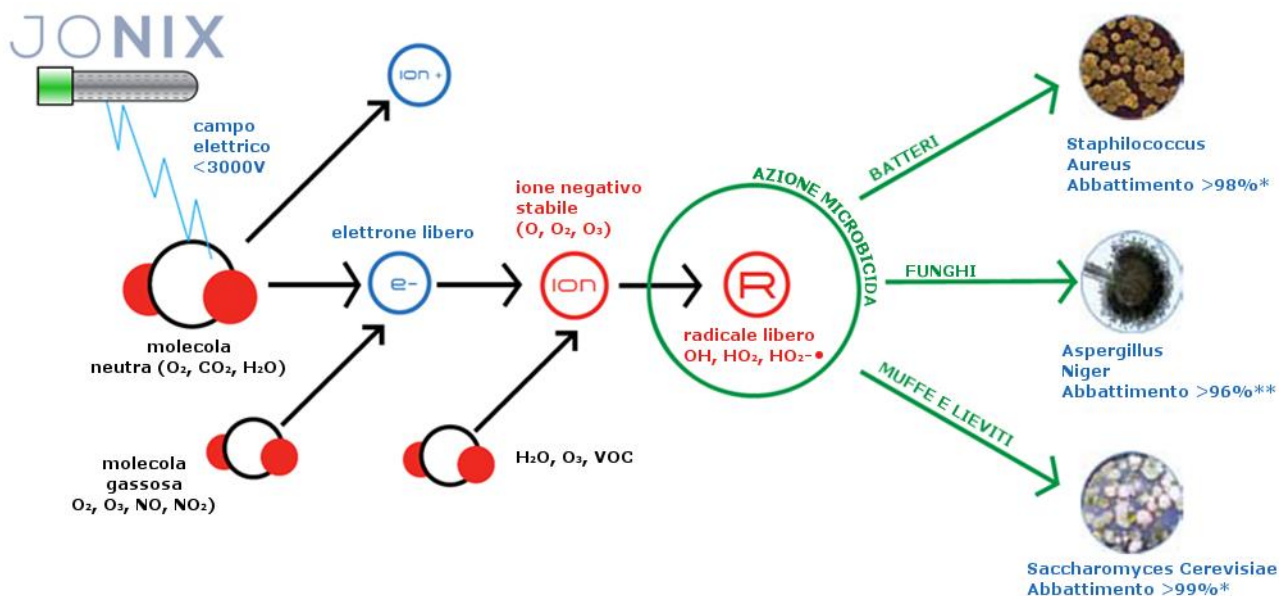 JONIX
ion +
campo
elettrico
<3000V
elettrone libero
ione negativo
stabile
(O, O₂, O₃)
e-
ion
R
AZIONE MICROBICIDA
radicale libero
OH, HO₂, HO₂-•
molecola
neutra (O₂, CO₂, H₂O)
molecola
gassosa
O₂, O₃, NO, NO₂)
H₂O, O₃, VOC
BATTERI
Staphilococcus
Aureus
Abbattimento >98%*
FUNGHI
Aspergillus
Niger
Abbattimento >96%**
MUFFE E LIEVITI
Saccharomyces Cerevisiae
Abbattimento >99%*